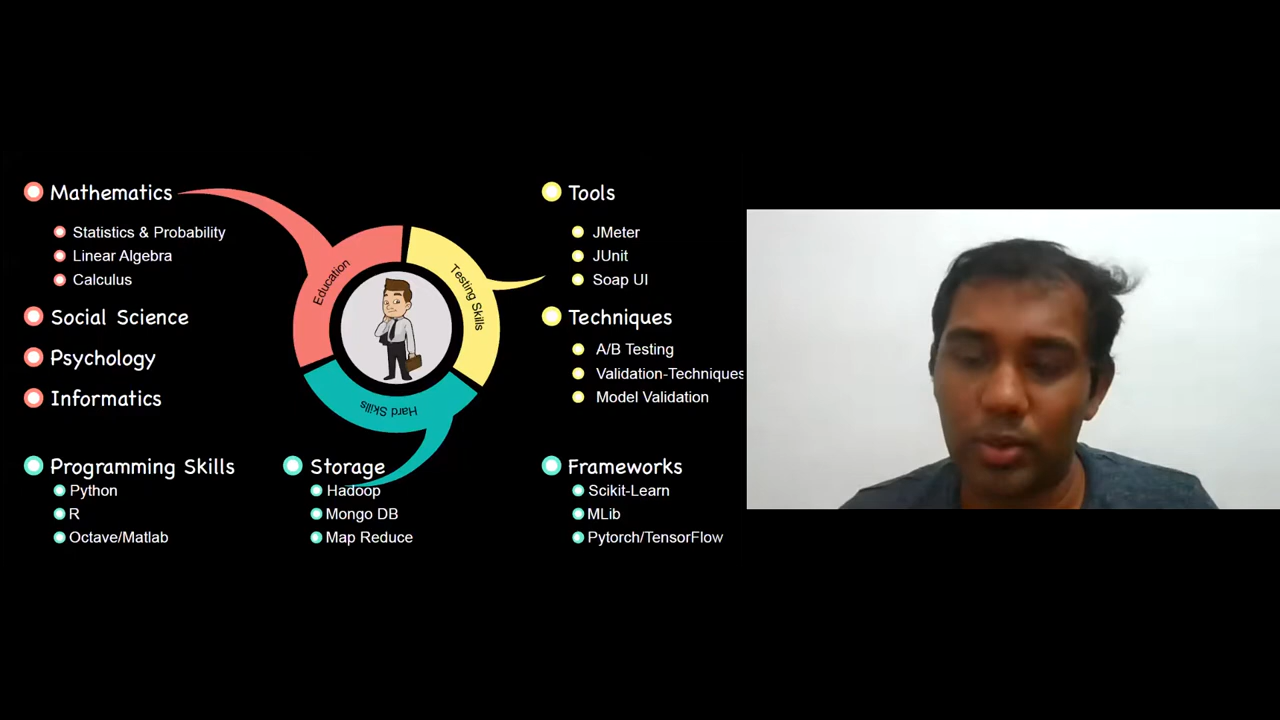 Mathematics
Statistics & Probability
Linear Algebra
Calculus
Social Science
Psychology
Informatics
Education
Testing Skills
Hard Skills
Tools
JMeter
JUnit
Soap UI
Techniques
A/B Testing
Validation-Techniques
Model Validation
Programming Skills
Python
R
Octave/Matlab
Storage
Hadoop
Mongo DB
Map Reduce
Frameworks
Scikit-Learn
MLib
Pytorch/TensorFlow